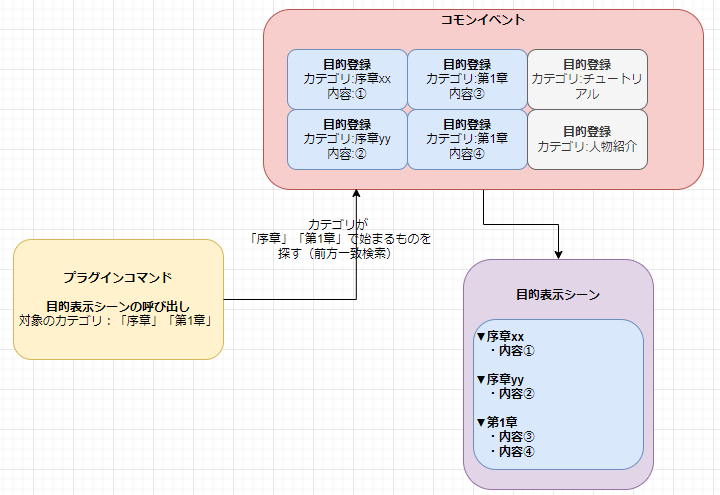 コモンイベント
目的登録
カテゴリ:序章xx
内容:①
目的登録
カテゴリ:第1章
内容③
目的登録
カテゴリ:チュートリ
アル
目的登録
カテゴリ:序章yy
内容:②
目的登録
カテゴリ:第1章
内容④
目的登録
カテゴリ:人物紹介
カテゴリが
「序章」「第1章」で始まるものを
探す（前方一致検索）
プラグインコマンド
目的表示シーンの呼び出し
対象のカテゴリ：「序章」「第1章」
目的表示シーン
▼序章xx
・内容①
▼序章yy
・内容②
▼第1章
・内容③
・内容④